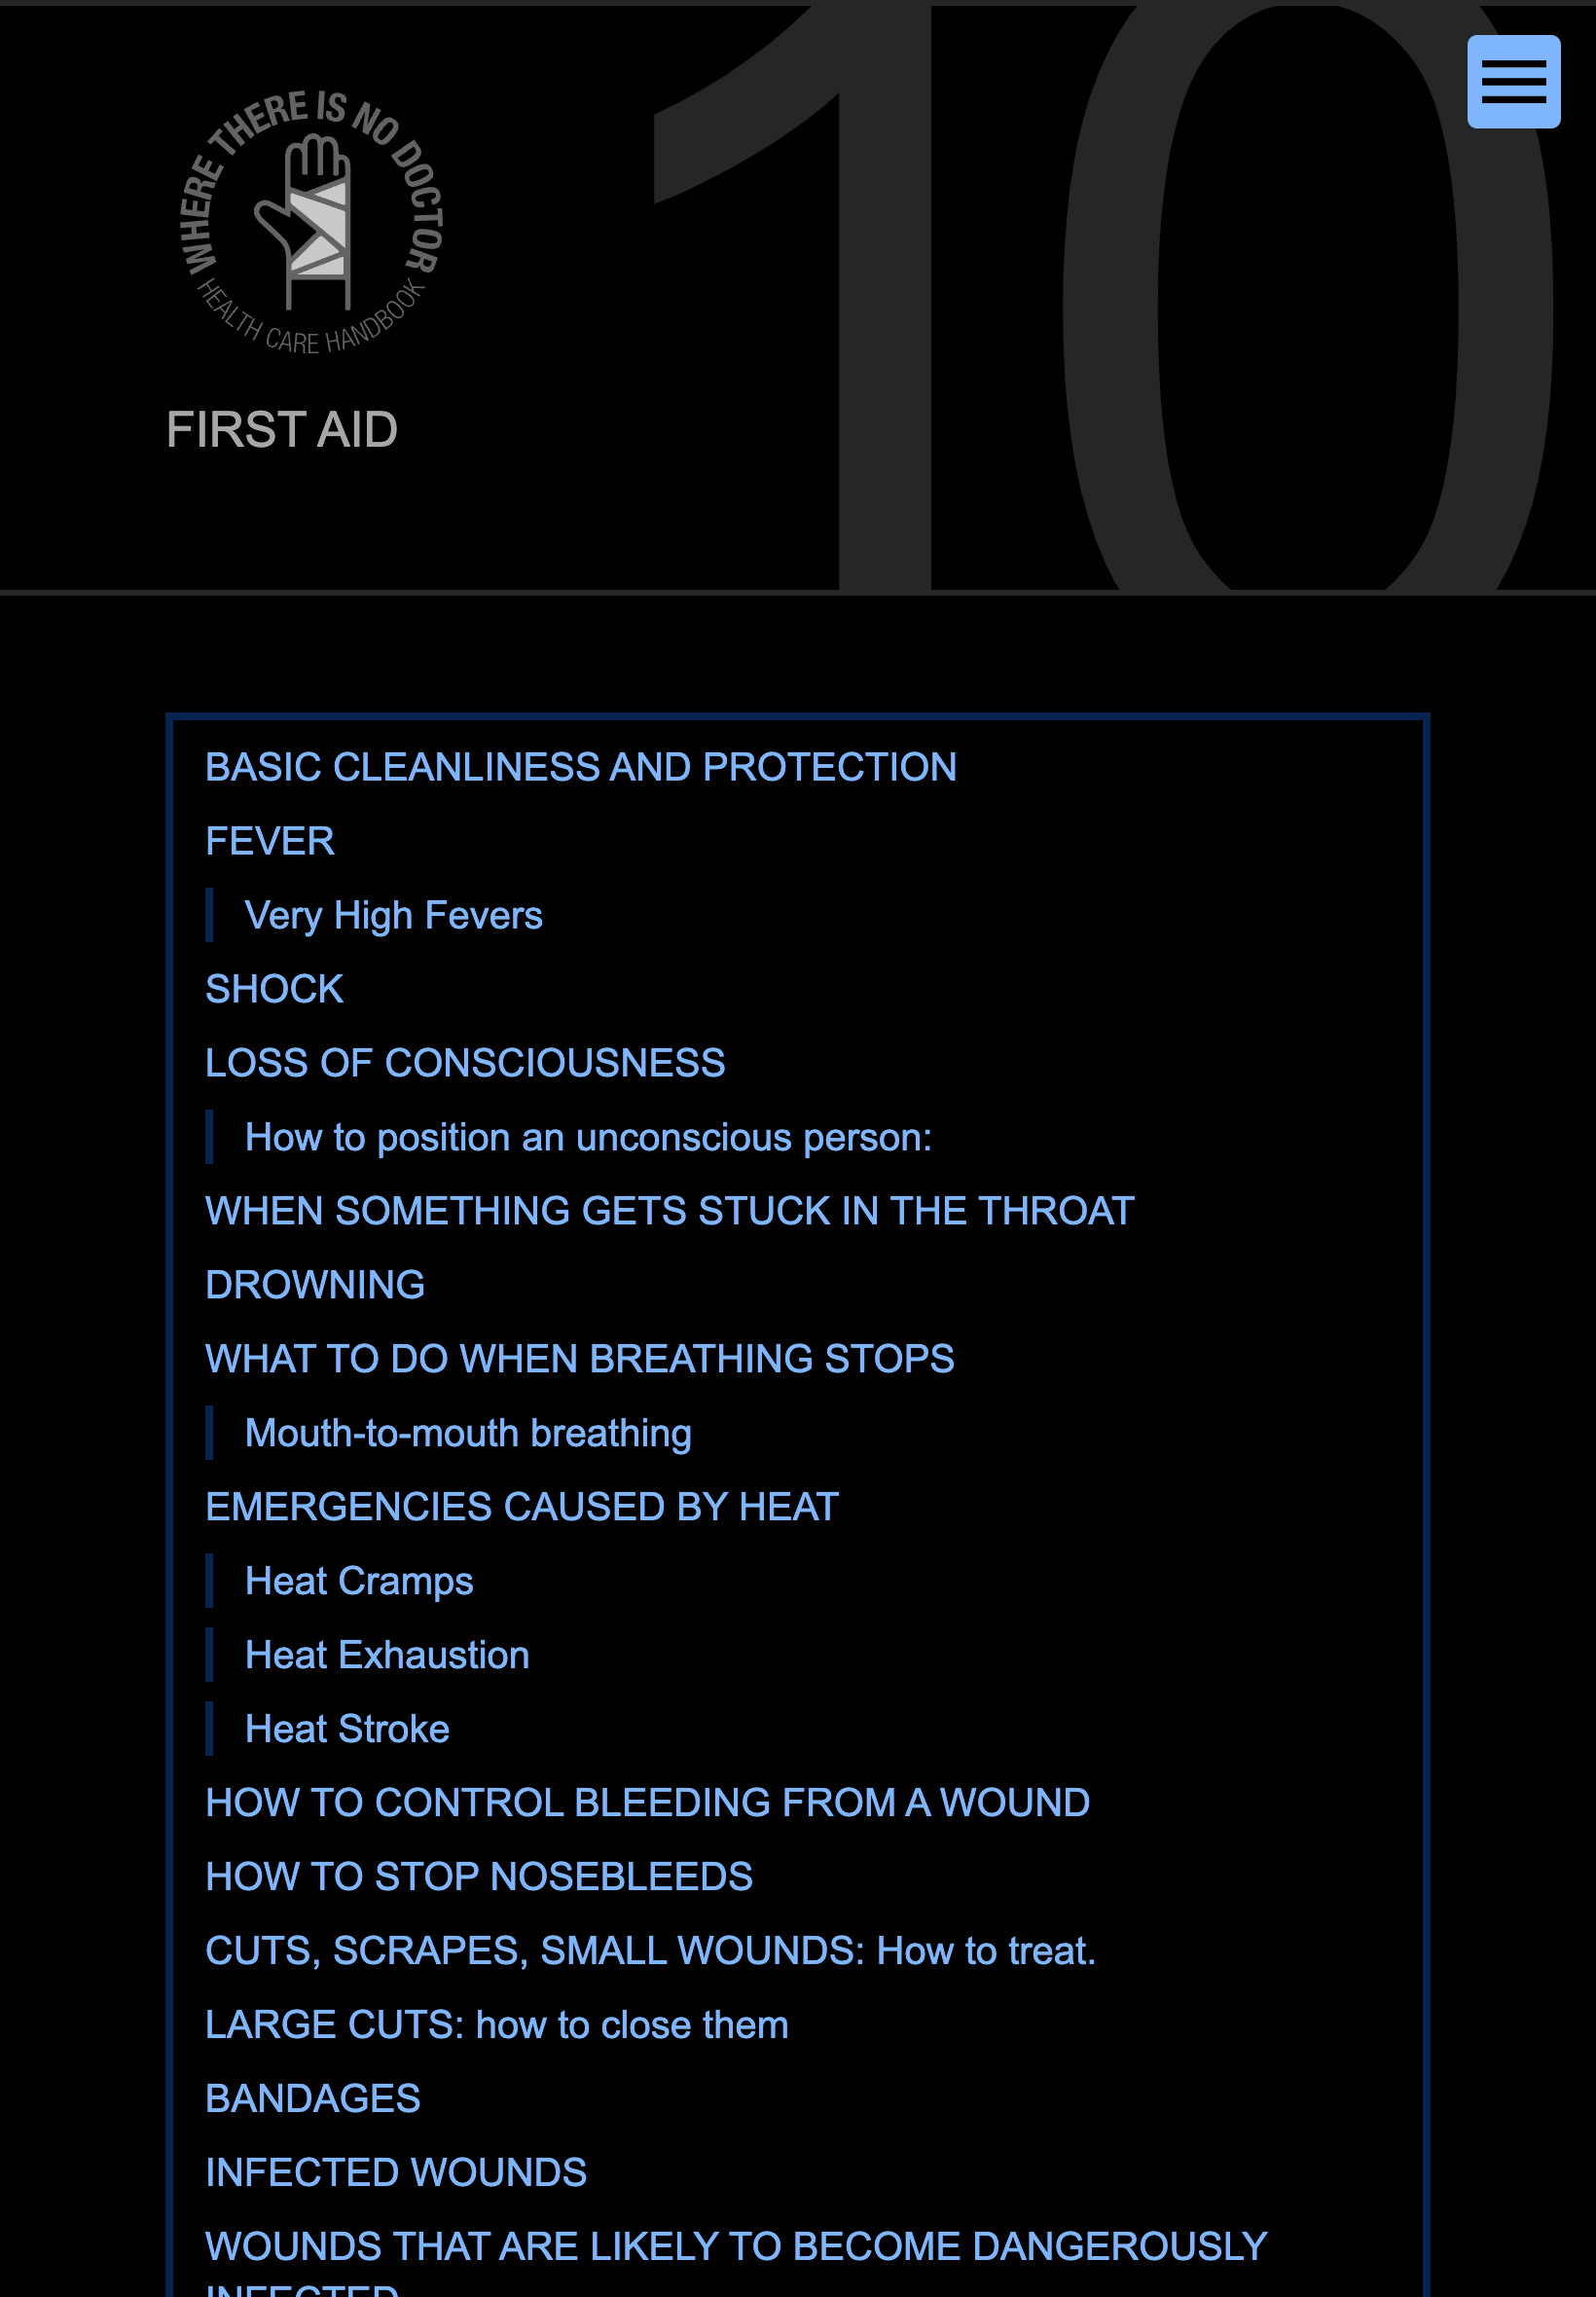 10
WHERE THERE IS NO DOCTOR
HEALTH CARE HANDBOOK
FIRST AID
BASIC CLEANLINESS AND PROTECTION
FEVER
Very High Fevers
SHOCK
LOSS OF CONSCIOUSNESS
How to position an unconscious person:
WHEN SOMETHING GETS STUCK IN THE THROAT
DROWNING
WHAT TO DO WHEN BREATHING STOPS
Mouth-to-mouth breathing
EMERGENCIES CAUSED BY HEAT
Heat Cramps
Heat Exhaustion
Heat Stroke
HOW TO CONTROL BLEEDING FROM A WOUND
HOW TO STOP NOSEBLEEDS
CUTS, SCRAPES, SMALL WOUNDS: How to treat.
LARGE CUTS: how to close them
BANDAGES
INFECTED WOUNDS
WOUNDS THAT ARE LIKELY TO BECOME DANGEROUSLY
INFECTED